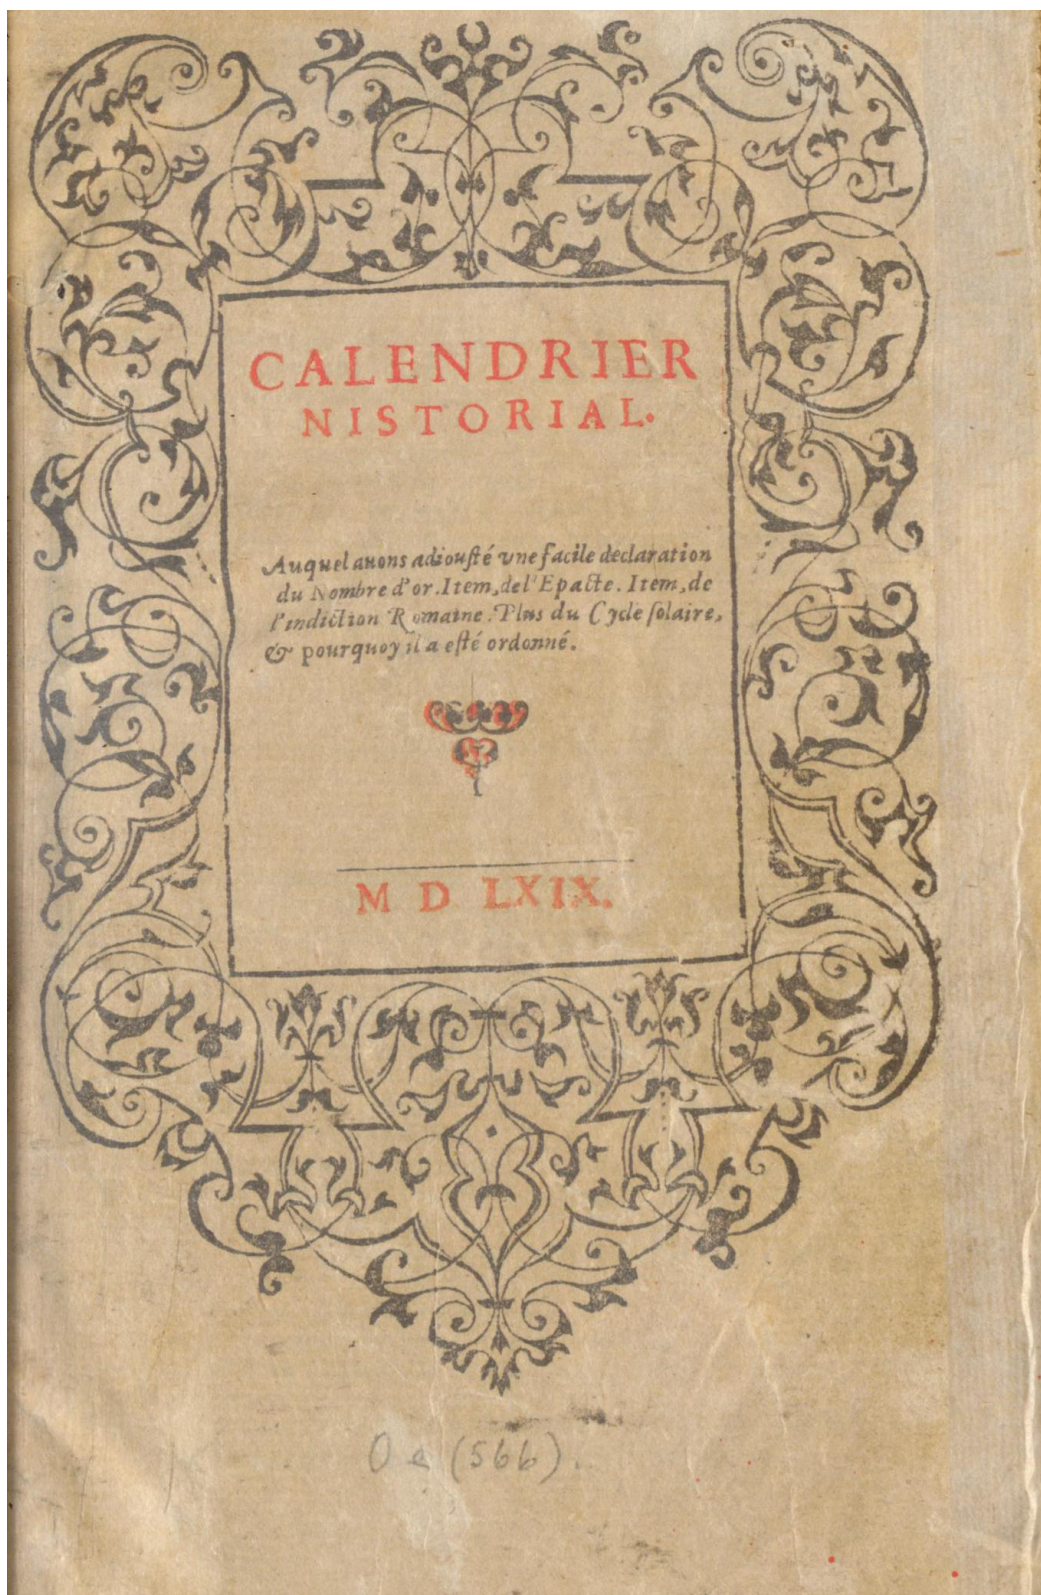 CALENDRIER
NISTORIAL.
Auquel auons adiousté vne facile declaration
du Nombre d'or. Item, de l'Epacte. Item, de
l'indiction Romaine. Plus du Cycle solaire,
& pourquoy il a esté ordonné.
M D LXIX.
O e (566).